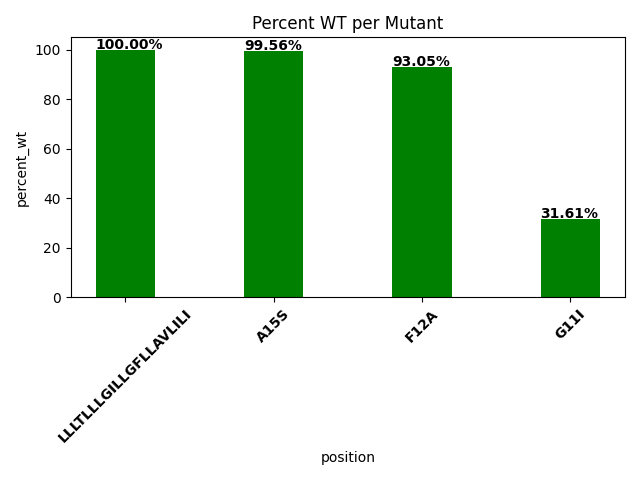 Percent WT per Mutant
100.00%
99.56%
93.05%
31.61%
100
80
60
40
20
0
percent_wt
LLLTLLLGILLGFLLAVLILI
A15S
F12A
G11I
position